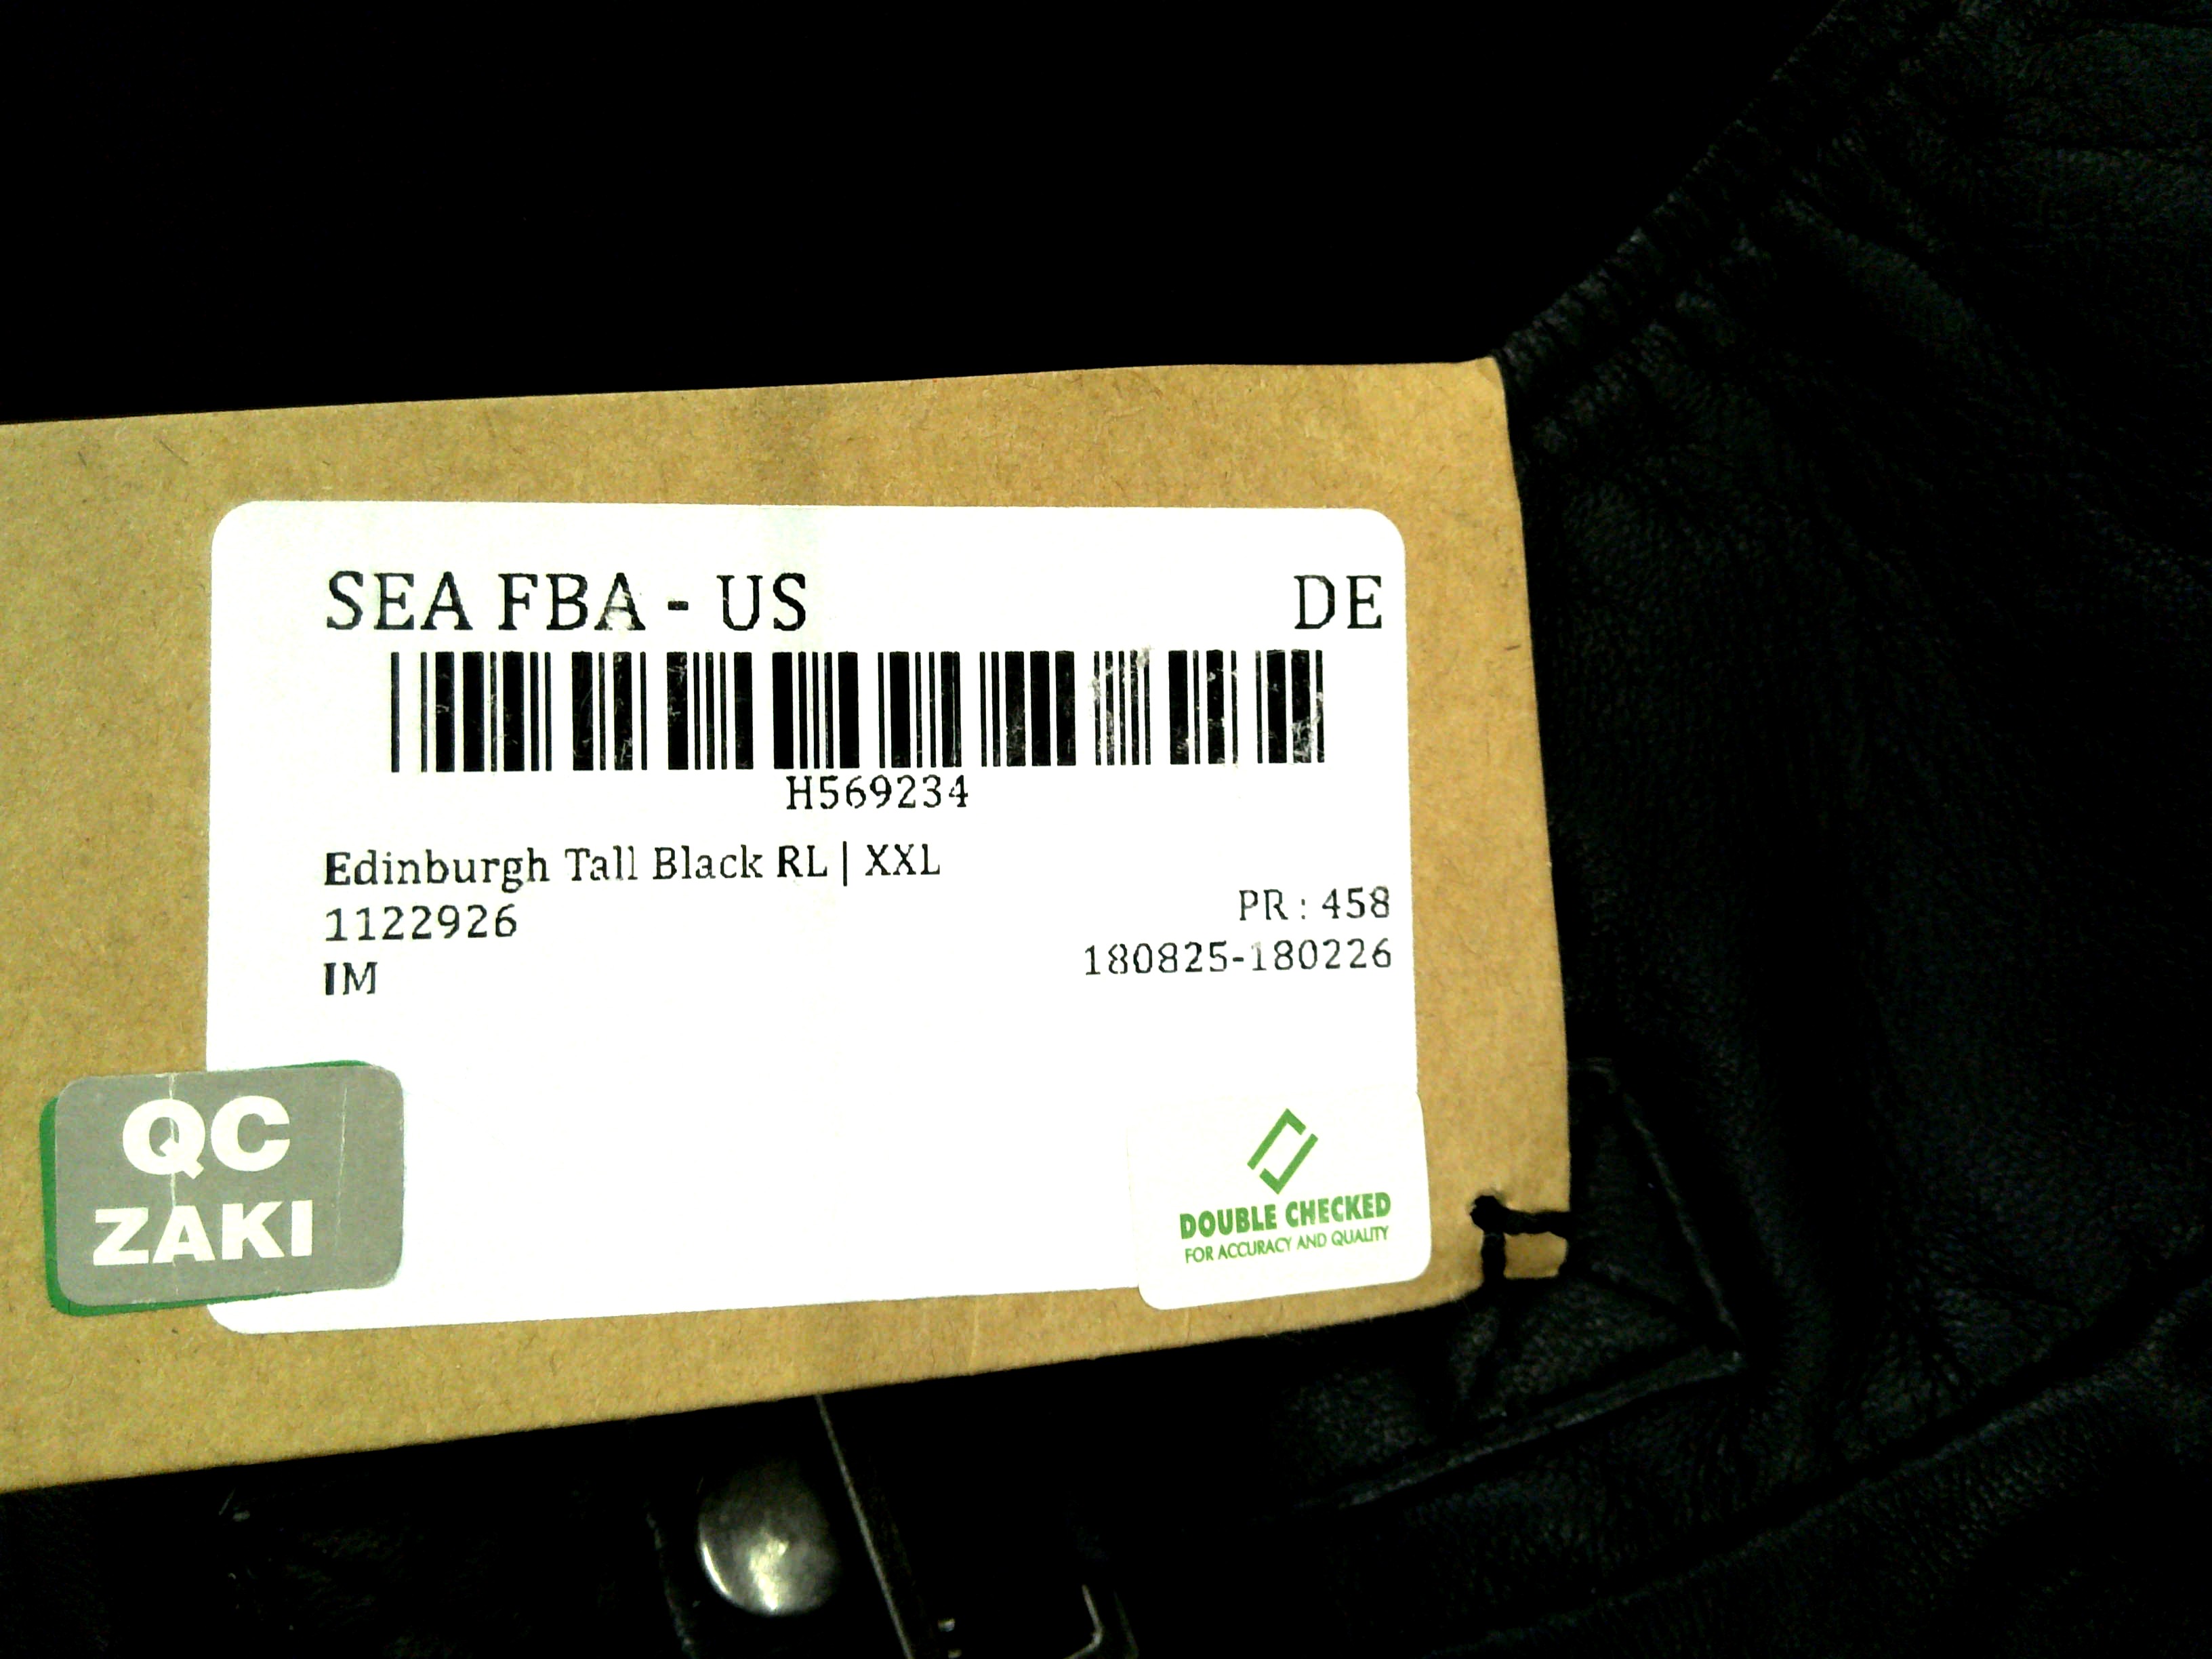 SEA FBA - US DE
H569234
Edinburgh Tall Black RL | XXL
1122926
PR : 458
IM
180825-180226
QC
ZAKI
DOUBLE CHECKED
FOR ACCURACY AND QUALITY